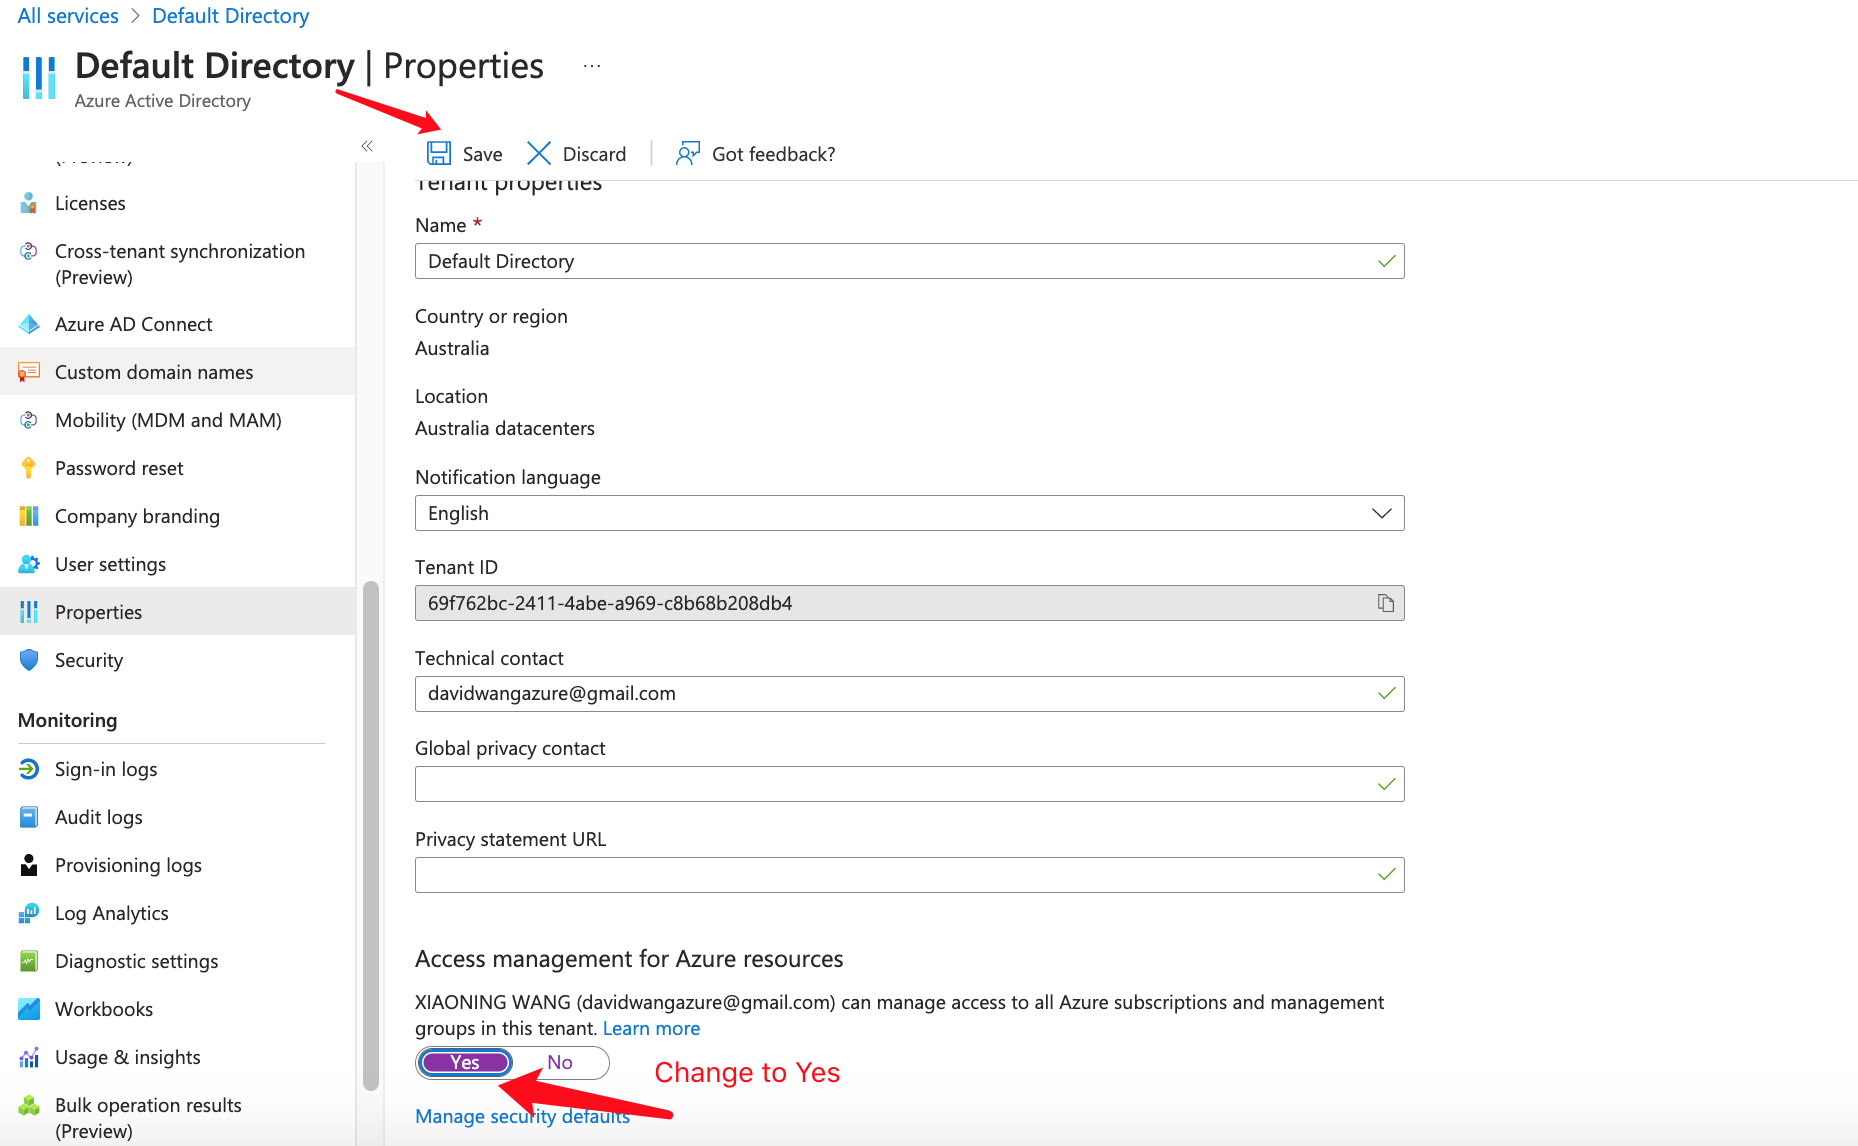 All services > Default Directory
Default Directory | Properties ...
Azure Active Directory
«
Save Discard | Got feedback?
(Preview)
Licenses
Cross-tenant synchronization
(Preview)
Azure AD Connect
Custom domain names
Mobility (MDM and MAM)
Password reset
Company branding
User settings
Properties
Security
Monitoring
Sign-in logs
Audit logs
Provisioning logs
Log Analytics
Diagnostic settings
Workbooks
Usage & insights
Bulk operation results
(Preview)
Tenant properties
Name *
Default Directory
Country or region
Australia
Location
Australia datacenters
Notification language
English
Tenant ID
69f762bc-2411-4abe-a969-c8b68b208db4
Technical contact
davidwangazure@gmail.com
Global privacy contact
Privacy statement URL
Access management for Azure resources
XIAONING WANG (davidwangazure@gmail.com) can manage access to all Azure subscriptions and management
groups in this tenant. Learn more
Yes No
Change to Yes
Manage security defaults